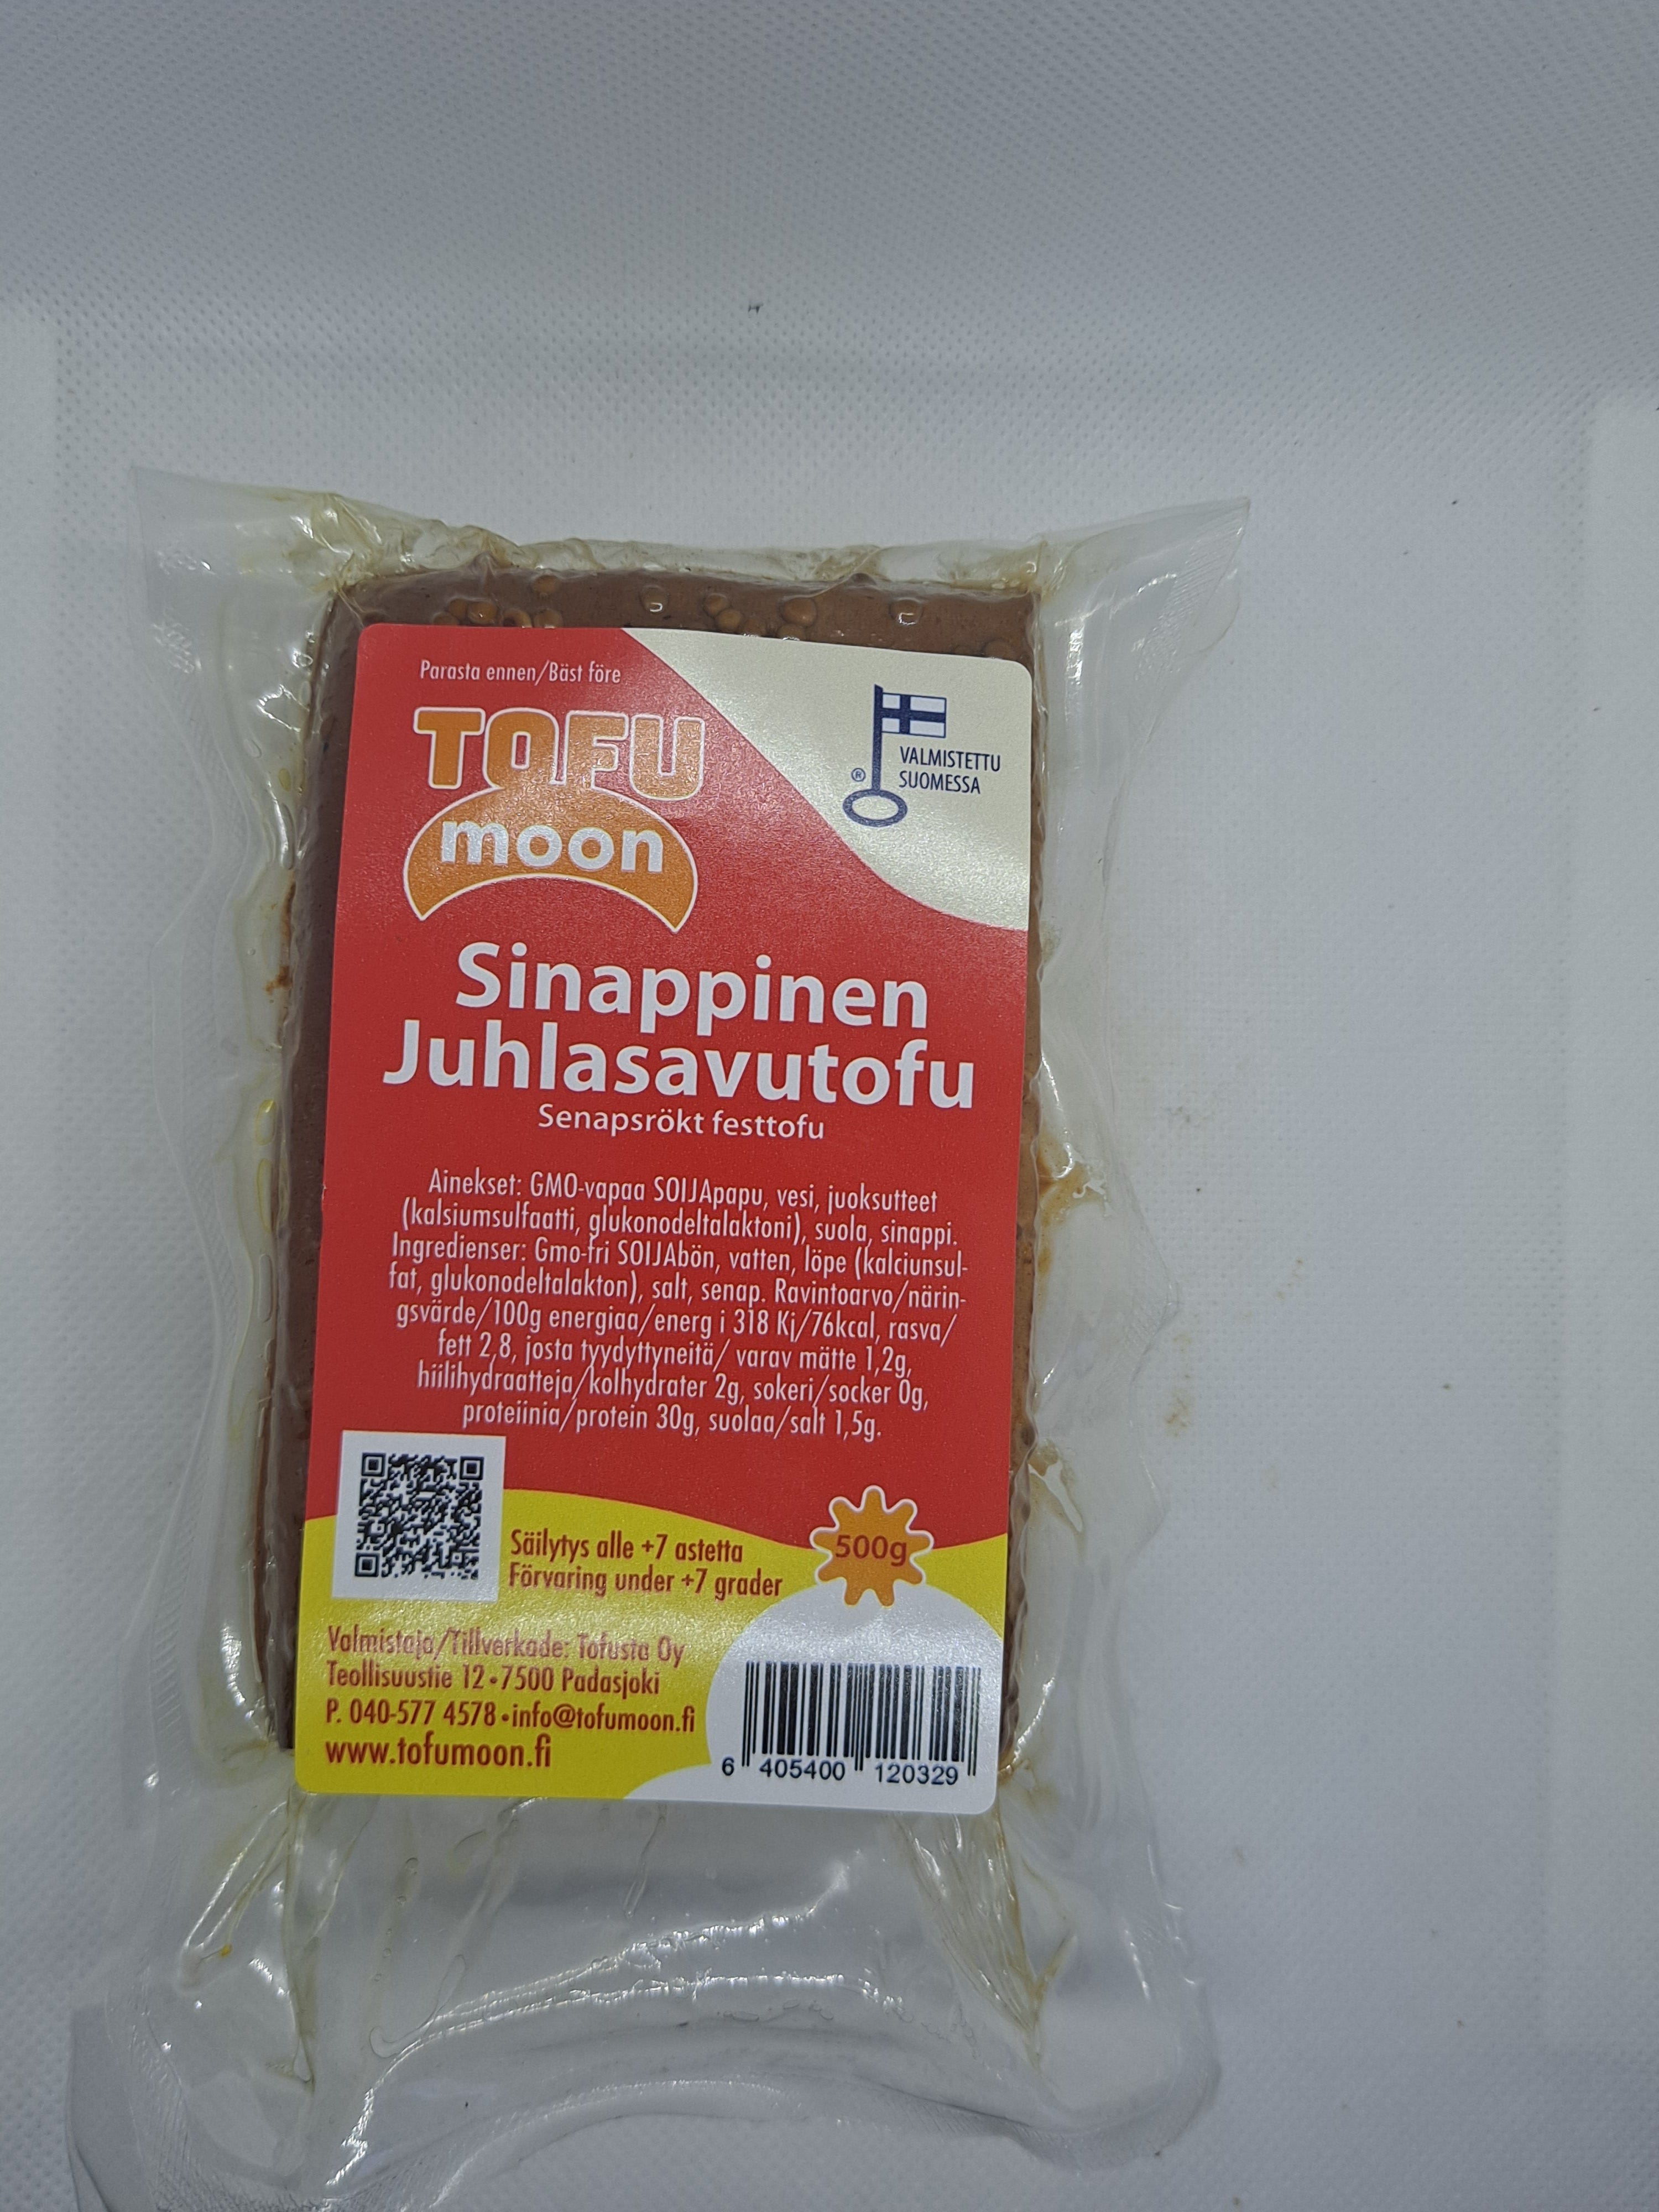 Parasta ennen/Bäst före
TOFU
moon
® VALMISTETTU
SUOMESSA
Sinappinen
Juhlasavutofu
Senapsrökt festtofu
Ainekset: GMO-vapaa SOIJApapu, vesi, juoksutteet
(kalsiumsulfaatti, glukonodeltalaktoni), suola, sinappi.
Ingredienser: Gmo-fri SOIJAbön, vatten, löpe (kalciunsul-
fat, glukonodeltalakton), salt, senap. Ravintoarvo/närin-
gsvärde/100g energiaa/energ i 318 Kj/76kcal, rasva/
fett 2,8, josta tyydyttyneitä/ varav mätte 1,2g,
hiilihydraatteja/kolhydrater 2g, sokeri/socker 0g,
proteiinia/protein 30g, suolaa/salt 1,5g.
Säilytys alle +7 astetta
Förvaring under +7 grader
500g
Valmistaja/Tillverkade: Tofusta Oy
Teollisuustie 12•7500 Padasjoki
P. 040-577 4578•info@tofumoon.fi
www.tofumoon.fi
6 405400 120329